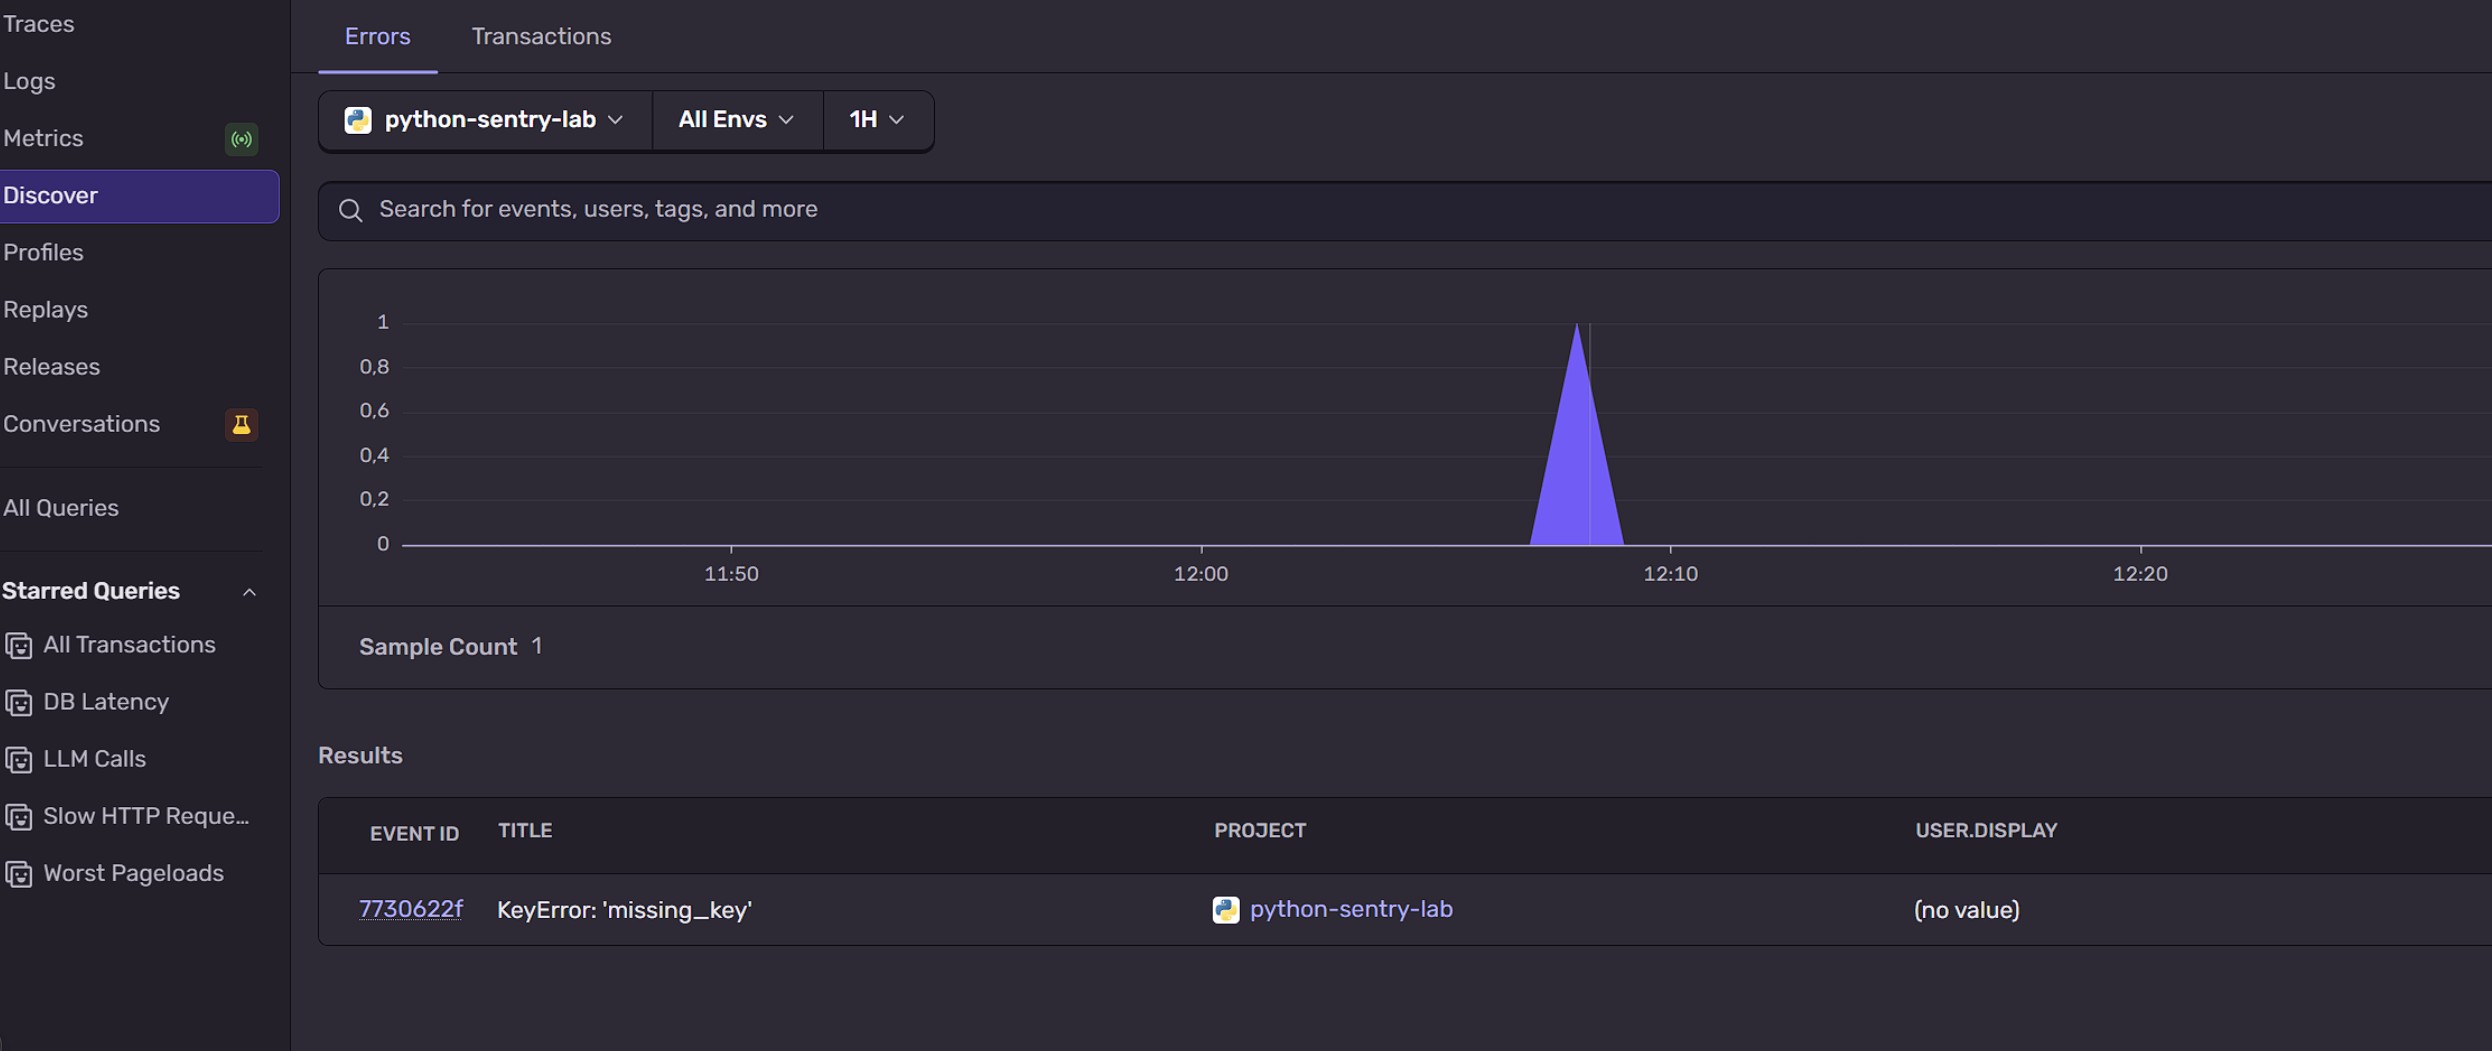 Traces
Logs
Metrics
Discover
Profiles
Replays
Releases
Conversations
All Queries
Starred Queries
All Transactions
DB Latency
LLM Calls
Slow HTTP Reque...
Worst Pageloads
Errors Transactions
python-sentry-lab All Envs 1H
Search for events, users, tags, and more
1
0,8
0,6
0,4
0,2
0
11:50 12:00 12:10 12:20
Sample Count 1
Results
EVENT ID TITLE PROJECT USER.DISPLAY
7730622f KeyError: 'missing_key' python-sentry-lab (no value)